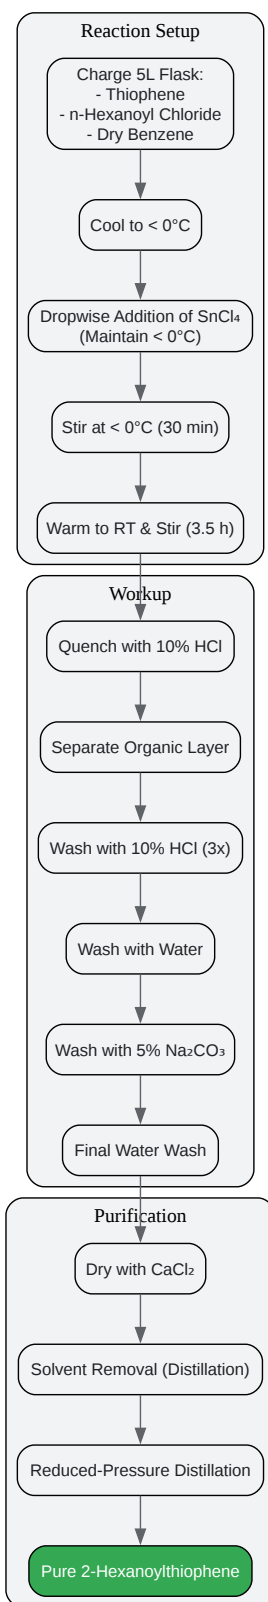 Reaction Setup
Charge 5L Flask:
- Thiophene
- n-Hexanoyl Chloride
- Dry Benzene
Cool to < 0°C
Dropwise Addition of SnCl₄
(Maintain < 0°C)
Stir at < 0°C (30 min)
Warm to RT & Stir (3.5 h)
Workup
Quench with 10% HCl
Separate Organic Layer
Wash with 10% HCl (3x)
Wash with Water
Wash with 5% Na₂CO₃
Final Water Wash
Purification
Dry with CaCl₂
Solvent Removal (Distillation)
Reduced-Pressure Distillation
Pure 2-Hexanoylthiophene